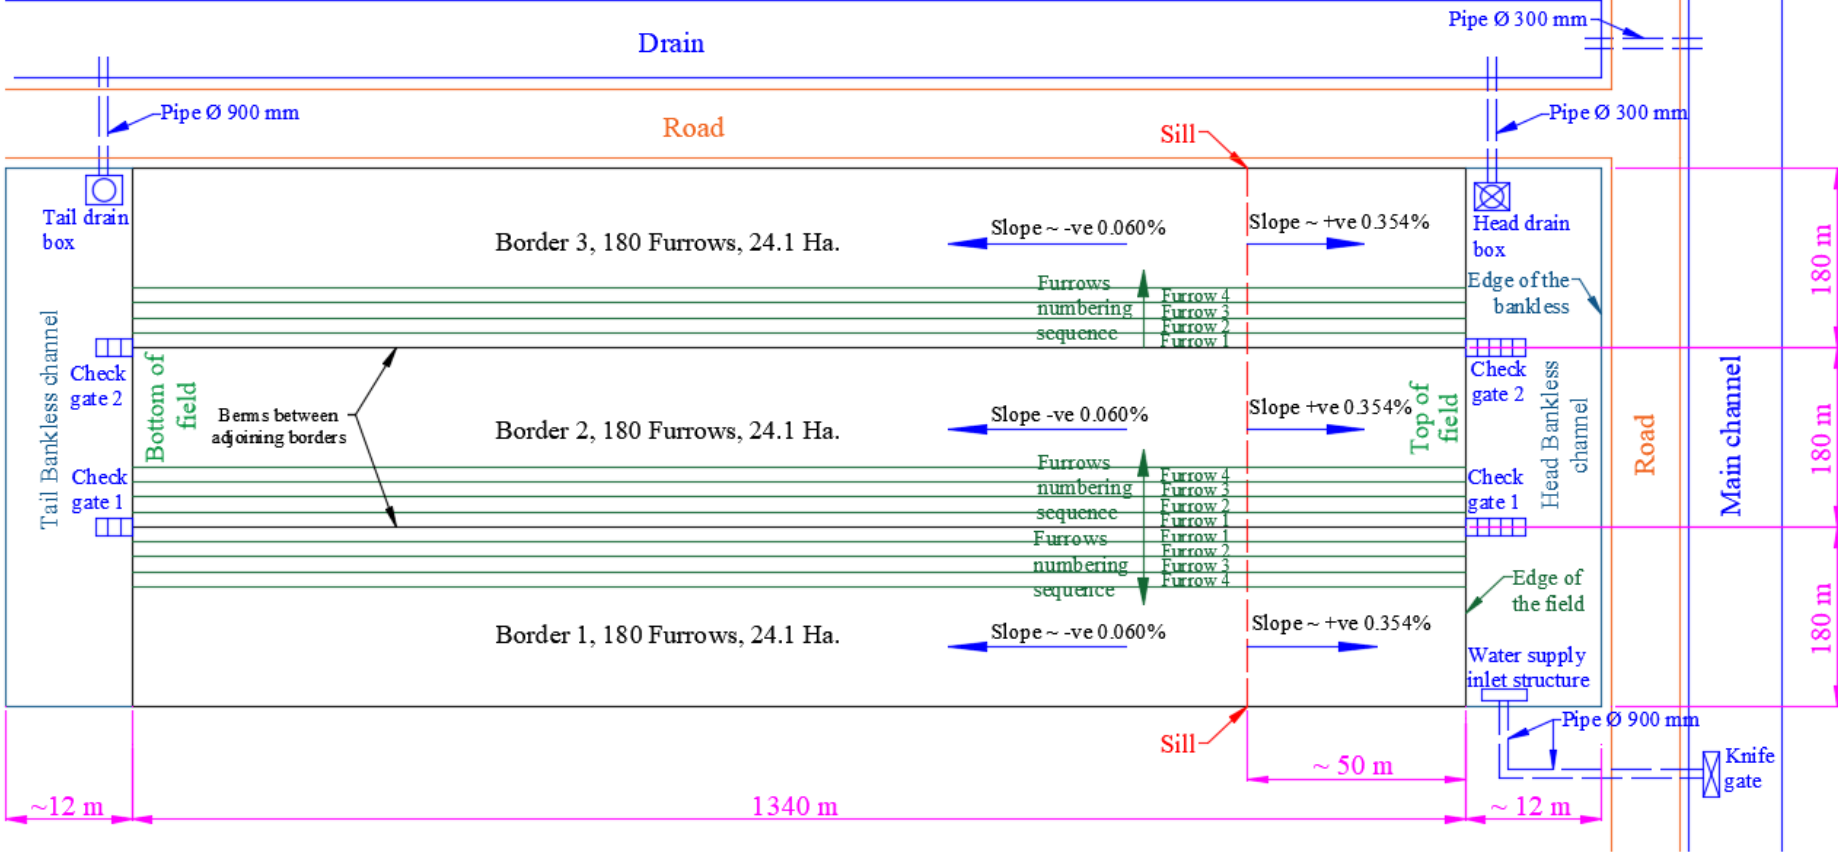 Pipe Ø 300 mm
Drain
Pipe Ø 900 mm
Pipe Ø 300 mm
Road
Sill
Tail drain
box
Head drain
box
Slope ~ -ve 0.060%
Slope ~ +ve 0.354%
Border 3, 180 Furrows, 24.1 Ha.
180 m
Edge of the
bankless
Furrows
numbering
sequence
Furrow 4
Furrow 3
Furrow 2
Furrow 1
Tail Bankless channel
Check
gate 2
Bottom of
field
Berms between
adjoining borders
Slope -ve 0.060%
Slope +ve 0.354%
Border 2, 180 Furrows, 24.1 Ha.
Top of
field
Check
gate 2
Head Bankless
channel
Road
Main channel
180 m
Check
gate 1
Furrows
numbering
sequence
Furrow 4
Furrow 3
Furrow 2
Furrow 1
Check
gate 1
Furrows
numbering
sequence
Furrow 1
Furrow 2
Furrow 3
Furrow 4
Edge of
the field
180 m
Border 1, 180 Furrows, 24.1 Ha.
Slope ~ -ve 0.060%
Slope ~ +ve 0.354%
Water supply
inlet structure
Pipe Ø 900 mm
Sill
Knife
gate
~ 50 m
~12 m
1340 m
~ 12 m